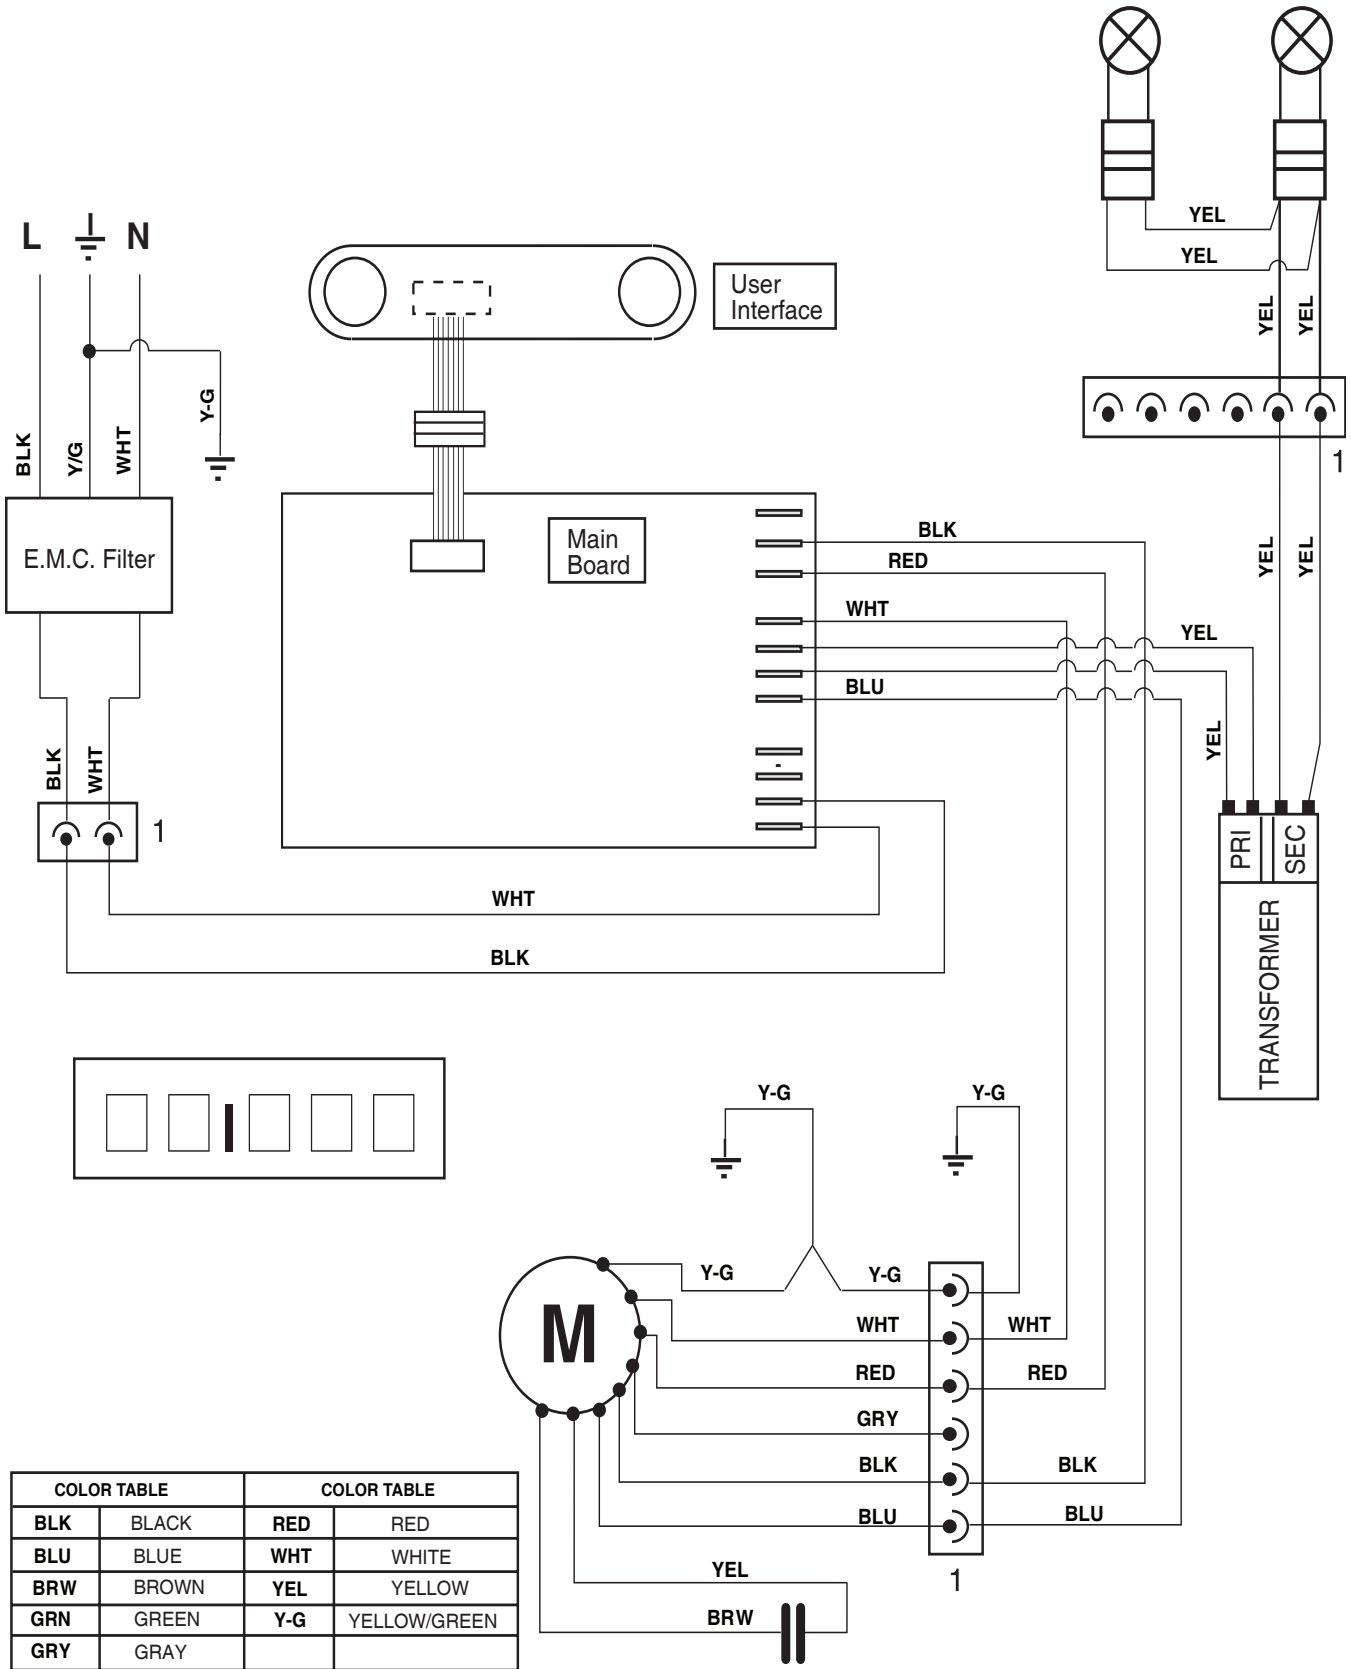 YEL
YEL
L N
User
Interface
YEL
YEL
Y-G
BLK
Y/G
WHT
1
E.M.C. Filter
Main
Board
BLK
RED
YEL
YEL
WHT
YEL
BLU
YEL
BLK
WHT
1
PRI
SEC
WHT
BLK
TRANSFORMER
Y-G
Y-G
Y-G
Y-G
M
WHT
WHT
RED
RED
GRY
BLK
BLK
BLU
BLU
YEL
1
BRW
COLOR TABLE COLOR TABLE
BLK BLACK RED RED
BLU BLUE WHT WHITE
BRW BROWN YEL YELLOW
GRN GREEN Y-G YELLOW/GREEN
GRY GRAY